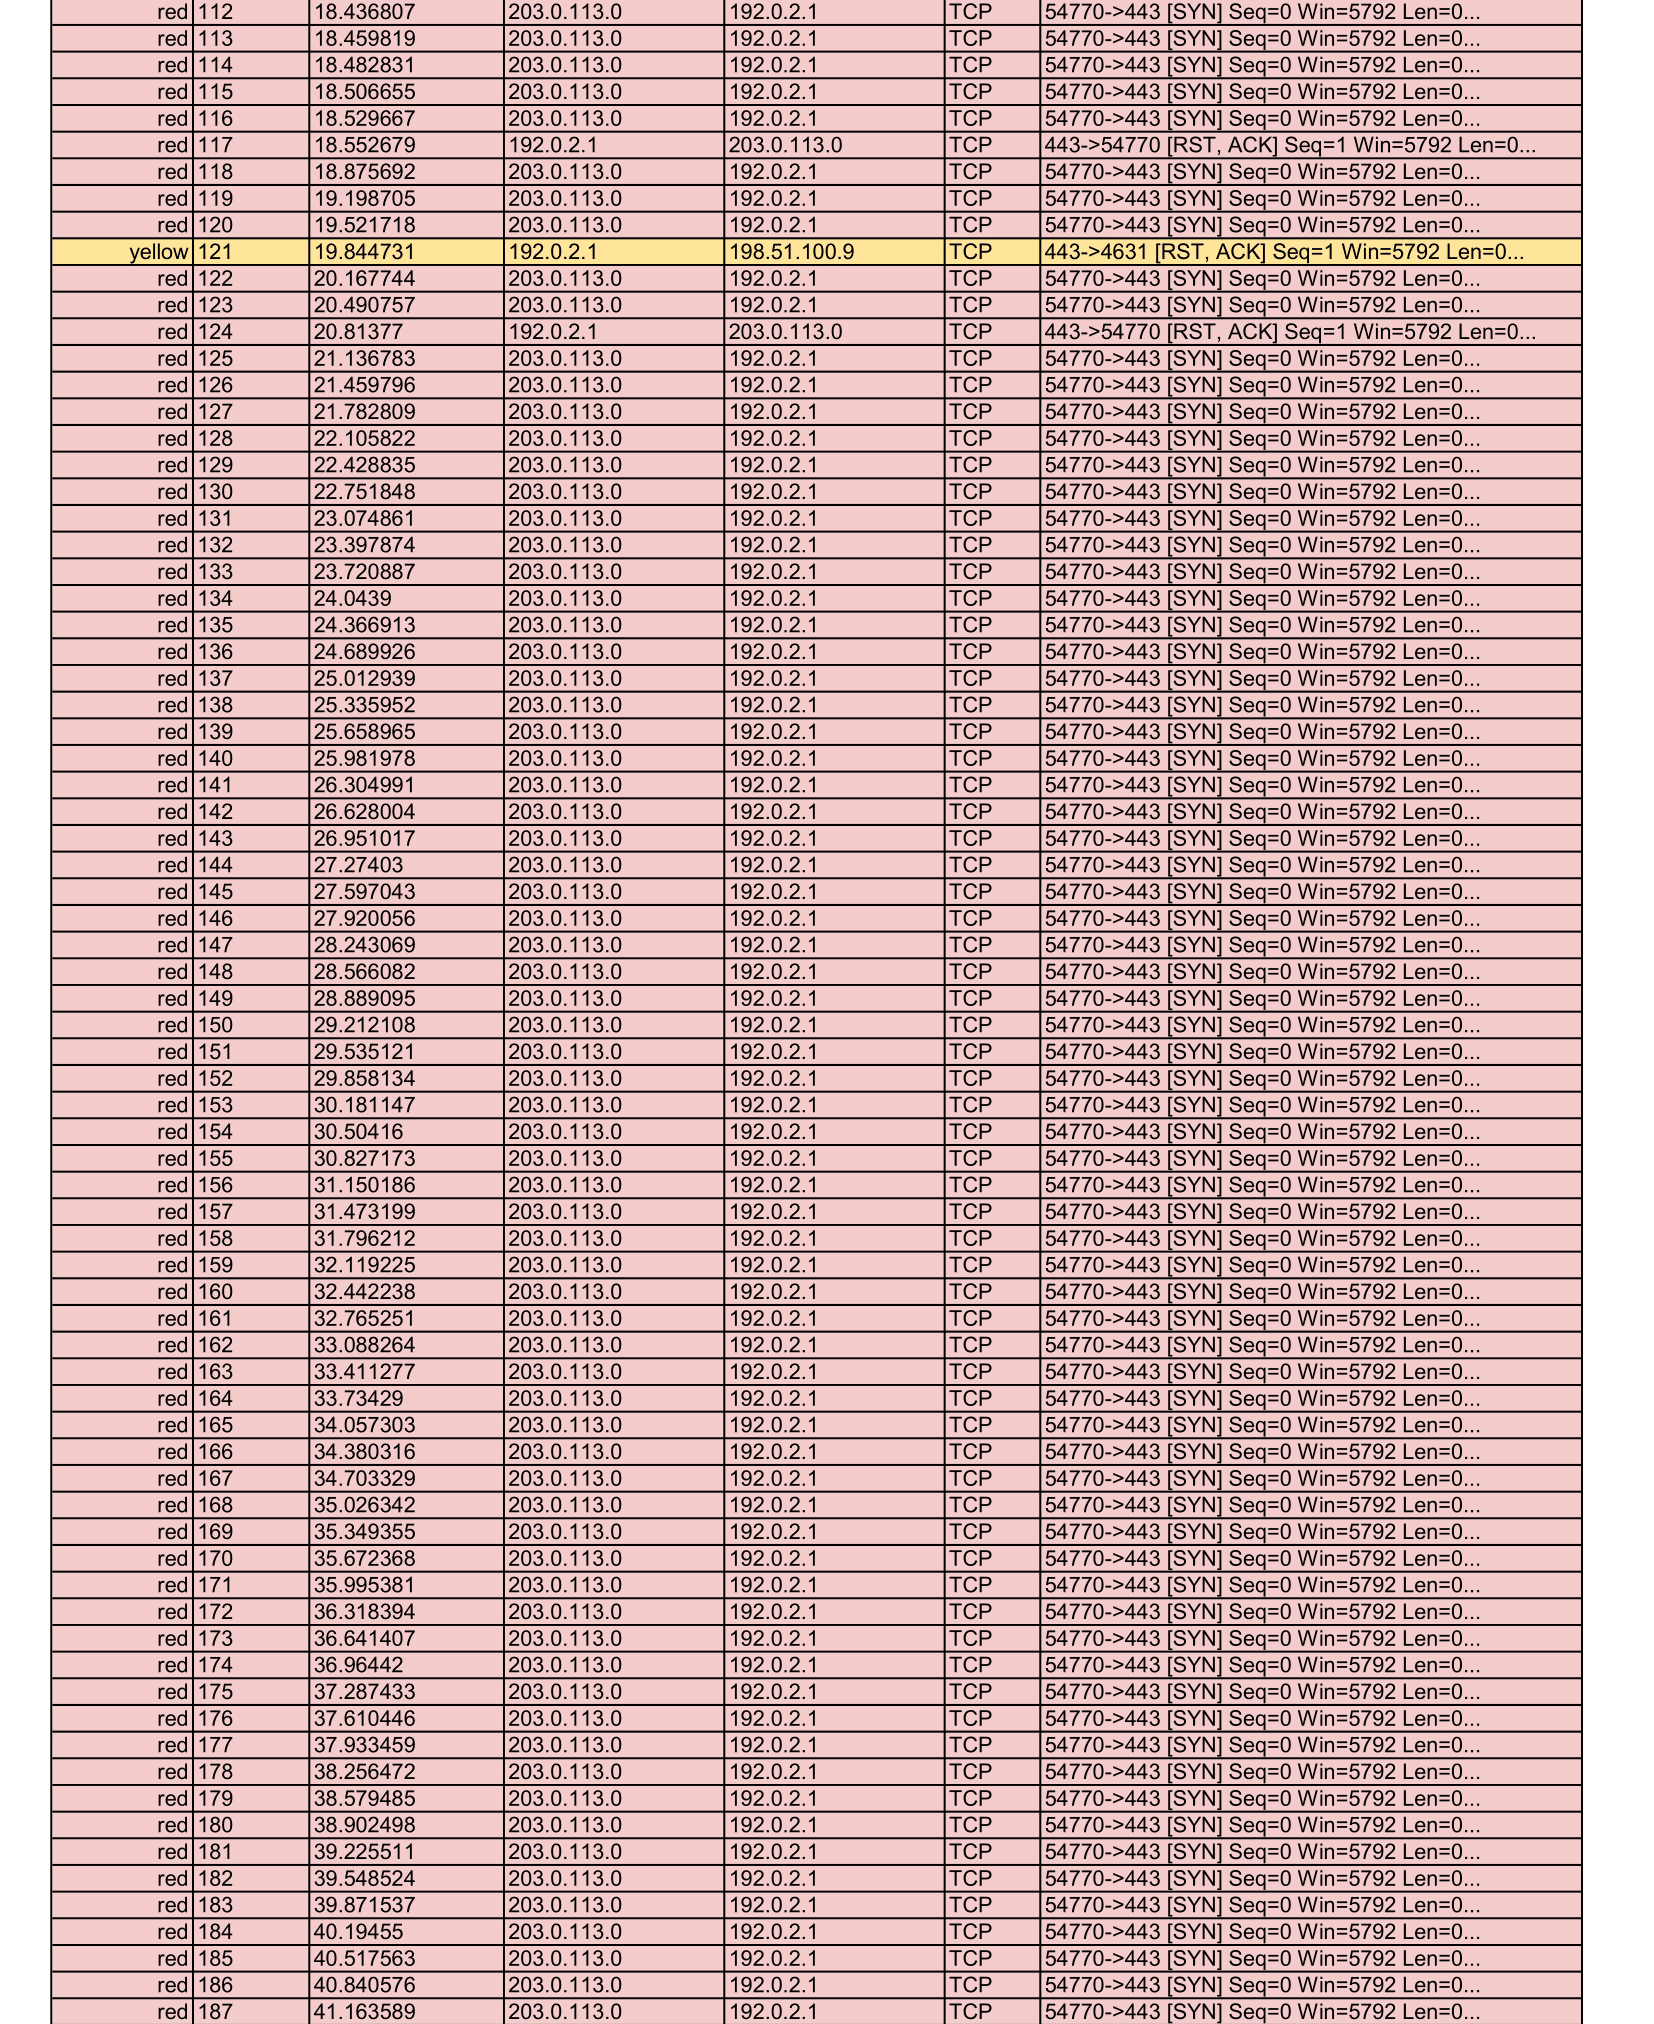 red 112 18.436807 203.0.113.0 192.0.2.1 TCP 54770->443 [SYN] Seq=0 Win=5792 Len=0...
red 113 18.459819 203.0.113.0 192.0.2.1 TCP 54770->443 [SYN] Seq=0 Win=5792 Len=0...
red 114 18.482831 203.0.113.0 192.0.2.1 TCP 54770->443 [SYN] Seq=0 Win=5792 Len=0...
red 115 18.506655 203.0.113.0 192.0.2.1 TCP 54770->443 [SYN] Seq=0 Win=5792 Len=0...
red 116 18.529667 203.0.113.0 192.0.2.1 TCP 54770->443 [SYN] Seq=0 Win=5792 Len=0...
red 117 18.552679 192.0.2.1 203.0.113.0 TCP 443->54770 [RST, ACK] Seq=1 Win=5792 Len=0...
red 118 18.875692 203.0.113.0 192.0.2.1 TCP 54770->443 [SYN] Seq=0 Win=5792 Len=0...
red 119 19.198705 203.0.113.0 192.0.2.1 TCP 54770->443 [SYN] Seq=0 Win=5792 Len=0...
red 120 19.521718 203.0.113.0 192.0.2.1 TCP 54770->443 [SYN] Seq=0 Win=5792 Len=0...
yellow 121 19.844731 192.0.2.1 198.51.100.9 TCP 443->4631 [RST, ACK] Seq=1 Win=5792 Len=0...
red 122 20.167744 203.0.113.0 192.0.2.1 TCP 54770->443 [SYN] Seq=0 Win=5792 Len=0...
red 123 20.490757 203.0.113.0 192.0.2.1 TCP 54770->443 [SYN] Seq=0 Win=5792 Len=0...
red 124 20.81377 192.0.2.1 203.0.113.0 TCP 443->54770 [RST, ACK] Seq=1 Win=5792 Len=0...
red 125 21.136783 203.0.113.0 192.0.2.1 TCP 54770->443 [SYN] Seq=0 Win=5792 Len=0...
red 126 21.459796 203.0.113.0 192.0.2.1 TCP 54770->443 [SYN] Seq=0 Win=5792 Len=0...
red 127 21.782809 203.0.113.0 192.0.2.1 TCP 54770->443 [SYN] Seq=0 Win=5792 Len=0...
red 128 22.105822 203.0.113.0 192.0.2.1 TCP 54770->443 [SYN] Seq=0 Win=5792 Len=0...
red 129 22.428835 203.0.113.0 192.0.2.1 TCP 54770->443 [SYN] Seq=0 Win=5792 Len=0...
red 130 22.751848 203.0.113.0 192.0.2.1 TCP 54770->443 [SYN] Seq=0 Win=5792 Len=0...
red 131 23.074861 203.0.113.0 192.0.2.1 TCP 54770->443 [SYN] Seq=0 Win=5792 Len=0...
red 132 23.397874 203.0.113.0 192.0.2.1 TCP 54770->443 [SYN] Seq=0 Win=5792 Len=0...
red 133 23.720887 203.0.113.0 192.0.2.1 TCP 54770->443 [SYN] Seq=0 Win=5792 Len=0...
red 134 24.0439 203.0.113.0 192.0.2.1 TCP 54770->443 [SYN] Seq=0 Win=5792 Len=0...
red 135 24.366913 203.0.113.0 192.0.2.1 TCP 54770->443 [SYN] Seq=0 Win=5792 Len=0...
red 136 24.689926 203.0.113.0 192.0.2.1 TCP 54770->443 [SYN] Seq=0 Win=5792 Len=0...
red 137 25.012939 203.0.113.0 192.0.2.1 TCP 54770->443 [SYN] Seq=0 Win=5792 Len=0...
red 138 25.335952 203.0.113.0 192.0.2.1 TCP 54770->443 [SYN] Seq=0 Win=5792 Len=0...
red 139 25.658965 203.0.113.0 192.0.2.1 TCP 54770->443 [SYN] Seq=0 Win=5792 Len=0...
red 140 25.981978 203.0.113.0 192.0.2.1 TCP 54770->443 [SYN] Seq=0 Win=5792 Len=0...
red 141 26.304991 203.0.113.0 192.0.2.1 TCP 54770->443 [SYN] Seq=0 Win=5792 Len=0...
red 142 26.628004 203.0.113.0 192.0.2.1 TCP 54770->443 [SYN] Seq=0 Win=5792 Len=0...
red 143 26.951017 203.0.113.0 192.0.2.1 TCP 54770->443 [SYN] Seq=0 Win=5792 Len=0...
red 144 27.27403 203.0.113.0 192.0.2.1 TCP 54770->443 [SYN] Seq=0 Win=5792 Len=0...
red 145 27.597043 203.0.113.0 192.0.2.1 TCP 54770->443 [SYN] Seq=0 Win=5792 Len=0...
red 146 27.920056 203.0.113.0 192.0.2.1 TCP 54770->443 [SYN] Seq=0 Win=5792 Len=0...
red 147 28.243069 203.0.113.0 192.0.2.1 TCP 54770->443 [SYN] Seq=0 Win=5792 Len=0...
red 148 28.566082 203.0.113.0 192.0.2.1 TCP 54770->443 [SYN] Seq=0 Win=5792 Len=0...
red 149 28.889095 203.0.113.0 192.0.2.1 TCP 54770->443 [SYN] Seq=0 Win=5792 Len=0...
red 150 29.212108 203.0.113.0 192.0.2.1 TCP 54770->443 [SYN] Seq=0 Win=5792 Len=0...
red 151 29.535121 203.0.113.0 192.0.2.1 TCP 54770->443 [SYN] Seq=0 Win=5792 Len=0...
red 152 29.858134 203.0.113.0 192.0.2.1 TCP 54770->443 [SYN] Seq=0 Win=5792 Len=0...
red 153 30.181147 203.0.113.0 192.0.2.1 TCP 54770->443 [SYN] Seq=0 Win=5792 Len=0...
red 154 30.50416 203.0.113.0 192.0.2.1 TCP 54770->443 [SYN] Seq=0 Win=5792 Len=0...
red 155 30.827173 203.0.113.0 192.0.2.1 TCP 54770->443 [SYN] Seq=0 Win=5792 Len=0...
red 156 31.150186 203.0.113.0 192.0.2.1 TCP 54770->443 [SYN] Seq=0 Win=5792 Len=0...
red 157 31.473199 203.0.113.0 192.0.2.1 TCP 54770->443 [SYN] Seq=0 Win=5792 Len=0...
red 158 31.796212 203.0.113.0 192.0.2.1 TCP 54770->443 [SYN] Seq=0 Win=5792 Len=0...
red 159 32.119225 203.0.113.0 192.0.2.1 TCP 54770->443 [SYN] Seq=0 Win=5792 Len=0...
red 160 32.442238 203.0.113.0 192.0.2.1 TCP 54770->443 [SYN] Seq=0 Win=5792 Len=0...
red 161 32.765251 203.0.113.0 192.0.2.1 TCP 54770->443 [SYN] Seq=0 Win=5792 Len=0...
red 162 33.088264 203.0.113.0 192.0.2.1 TCP 54770->443 [SYN] Seq=0 Win=5792 Len=0...
red 163 33.411277 203.0.113.0 192.0.2.1 TCP 54770->443 [SYN] Seq=0 Win=5792 Len=0...
red 164 33.73429 203.0.113.0 192.0.2.1 TCP 54770->443 [SYN] Seq=0 Win=5792 Len=0...
red 165 34.057303 203.0.113.0 192.0.2.1 TCP 54770->443 [SYN] Seq=0 Win=5792 Len=0...
red 166 34.380316 203.0.113.0 192.0.2.1 TCP 54770->443 [SYN] Seq=0 Win=5792 Len=0...
red 167 34.703329 203.0.113.0 192.0.2.1 TCP 54770->443 [SYN] Seq=0 Win=5792 Len=0...
red 168 35.026342 203.0.113.0 192.0.2.1 TCP 54770->443 [SYN] Seq=0 Win=5792 Len=0...
red 169 35.349355 203.0.113.0 192.0.2.1 TCP 54770->443 [SYN] Seq=0 Win=5792 Len=0...
red 170 35.672368 203.0.113.0 192.0.2.1 TCP 54770->443 [SYN] Seq=0 Win=5792 Len=0...
red 171 35.995381 203.0.113.0 192.0.2.1 TCP 54770->443 [SYN] Seq=0 Win=5792 Len=0...
red 172 36.318394 203.0.113.0 192.0.2.1 TCP 54770->443 [SYN] Seq=0 Win=5792 Len=0...
red 173 36.641407 203.0.113.0 192.0.2.1 TCP 54770->443 [SYN] Seq=0 Win=5792 Len=0...
red 174 36.96442 203.0.113.0 192.0.2.1 TCP 54770->443 [SYN] Seq=0 Win=5792 Len=0...
red 175 37.287433 203.0.113.0 192.0.2.1 TCP 54770->443 [SYN] Seq=0 Win=5792 Len=0...
red 176 37.610446 203.0.113.0 192.0.2.1 TCP 54770->443 [SYN] Seq=0 Win=5792 Len=0...
red 177 37.933459 203.0.113.0 192.0.2.1 TCP 54770->443 [SYN] Seq=0 Win=5792 Len=0...
red 178 38.256472 203.0.113.0 192.0.2.1 TCP 54770->443 [SYN] Seq=0 Win=5792 Len=0...
red 179 38.579485 203.0.113.0 192.0.2.1 TCP 54770->443 [SYN] Seq=0 Win=5792 Len=0...
red 180 38.902498 203.0.113.0 192.0.2.1 TCP 54770->443 [SYN] Seq=0 Win=5792 Len=0...
red 181 39.225511 203.0.113.0 192.0.2.1 TCP 54770->443 [SYN] Seq=0 Win=5792 Len=0...
red 182 39.548524 203.0.113.0 192.0.2.1 TCP 54770->443 [SYN] Seq=0 Win=5792 Len=0...
red 183 39.871537 203.0.113.0 192.0.2.1 TCP 54770->443 [SYN] Seq=0 Win=5792 Len=0...
red 184 40.19455 203.0.113.0 192.0.2.1 TCP 54770->443 [SYN] Seq=0 Win=5792 Len=0...
red 185 40.517563 203.0.113.0 192.0.2.1 TCP 54770->443 [SYN] Seq=0 Win=5792 Len=0...
red 186 40.840576 203.0.113.0 192.0.2.1 TCP 54770->443 [SYN] Seq=0 Win=5792 Len=0...
red 187 41.163589 203.0.113.0 192.0.2.1 TCP 54770->443 [SYN] Seq=0 Win=5792 Len=0...